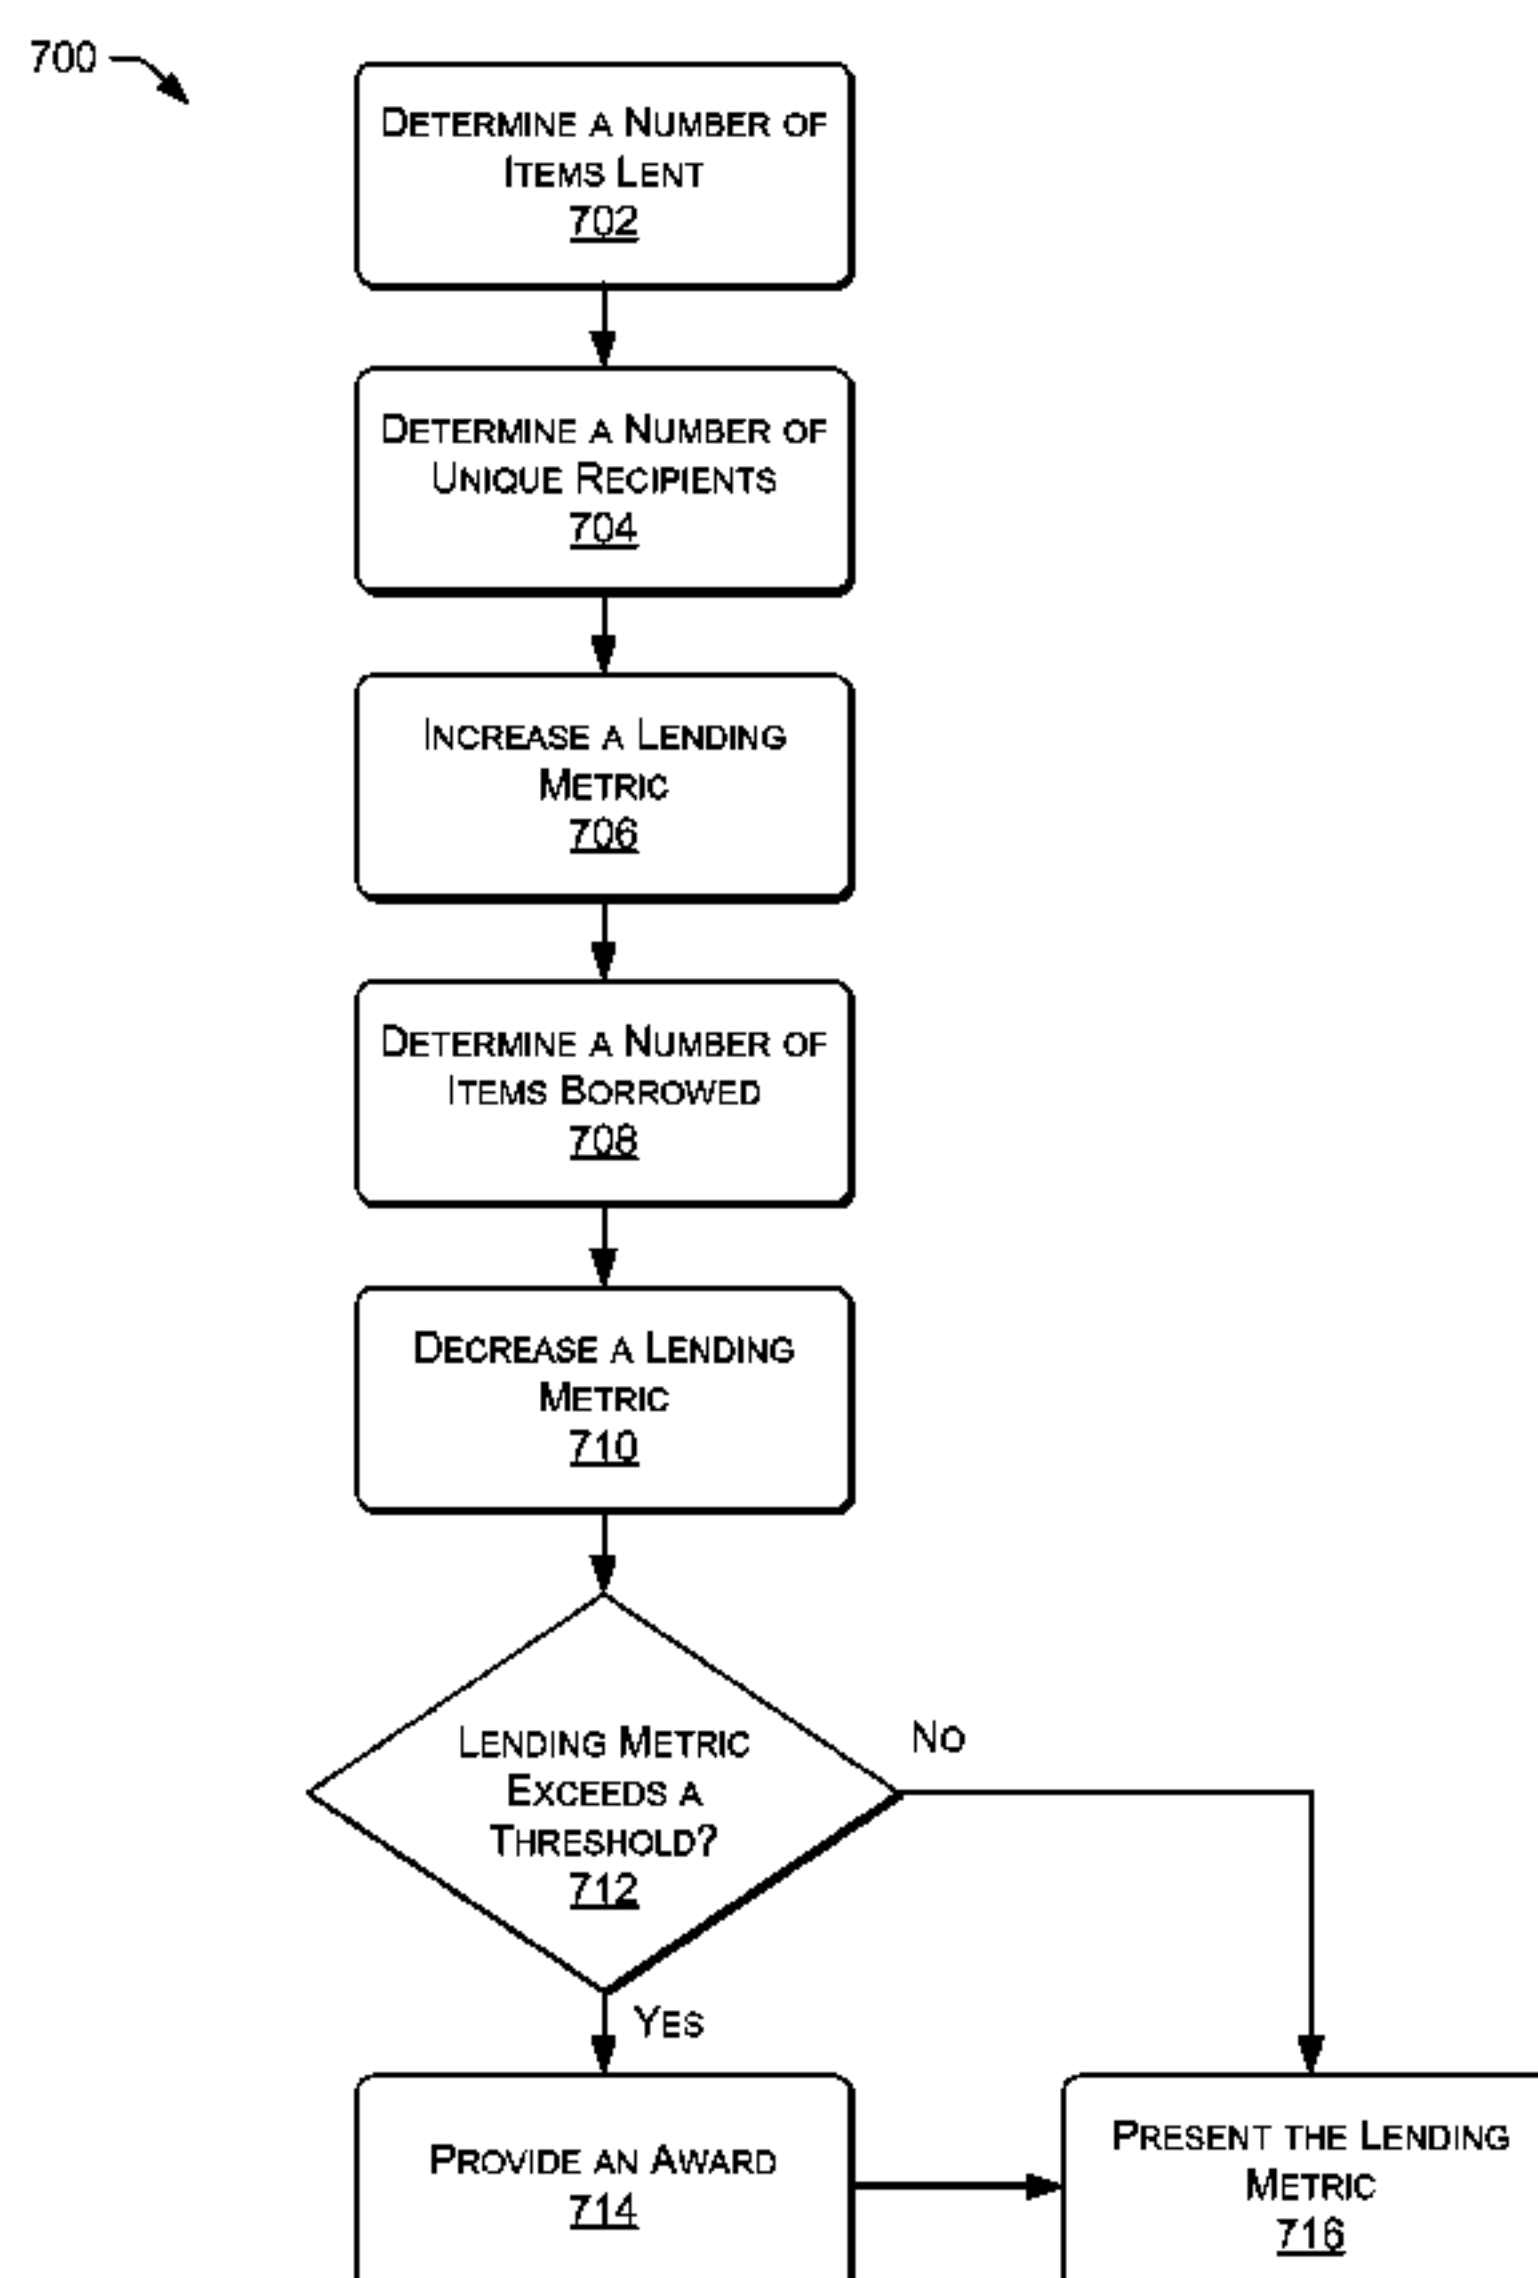 700
DETERMINE A NUMBER OF
ITEMS LENT
702
DETERMINE A NUMBER OF
UNIQUE RECIPIENTS
704
INCREASE A LENDING
METRIC
706
DETERMINE A NUMBER OF
ITEMS BORROWED
708
DECREASE A LENDING
METRIC
710
LENDING METRIC
EXCEEDS A
THRESHOLD?
712
NO
YES
PROVIDE AN AWARD
714
PRESENT THE LENDING
METRIC
716